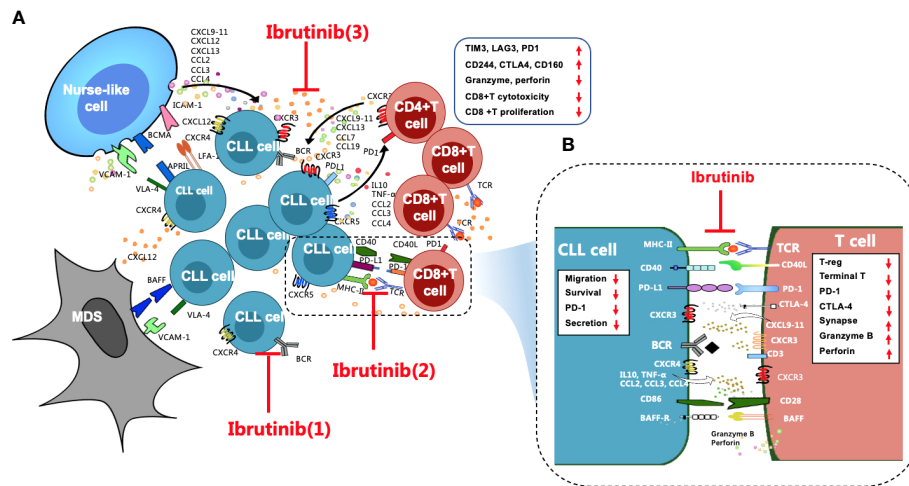 A
CXCL9-11
CXCL12
CXCL13
CCL2
CCL3
CCL4
Ibrutinib(3)
Nurse-like
cell
ICAM-1
BCMA
VCAM-1
APRIL
LFA-
VLA-4
CXCR4
CXCL12
CXCR4
CLL cell
CXCR3
BCR
CLL cell
CXCR4
CXCL12
CLL cell
CLL cell
CXCR3
PDL1
CXCR5
CXCL9-11
CXCL13
CCL7
CCL19
CXCR3
PD1
CD4+T
cell
CD8+T
cell
CD8+T
cell
TCR
TCR
IL10
TNF-α
CCL2
CCL3
CCL4
TIM3, LAG3, PD1
CD244, CTLA4, CD160
Granzyme, perforin
CD8+T cytotoxicity
CD8 +T proliferation
MDS
BAFF
VCAM-1
VLA-4
CLL cell
CLL cell
CXCR5
CD40
CD40L
PD1
PD-L1
PD-1
MHC-II
TCR
CD8+T
cell
CLL cell
CXCR4
BCR
Ibrutinib(2)
Ibrutinib(1)
B
Ibrutinib
CLL cell
T cell
MHC-II
TCR
CD40
CD40L
PD-L1
PD-1
CTLA-4
CXCR3
CXCL9-11
CXCR3
BCR
CD3
CXCR4
CXCR3
IL10, TNF-α
CCL2, CCL3, CCL4
CD86
CD28
BAFF-R
BAFF
Granzyme B
Perforin
Migration
Survival
PD-1
Secretion
T-reg
Terminal T
PD-1
CTLA-4
Synapse
Granzyme B
Perforin